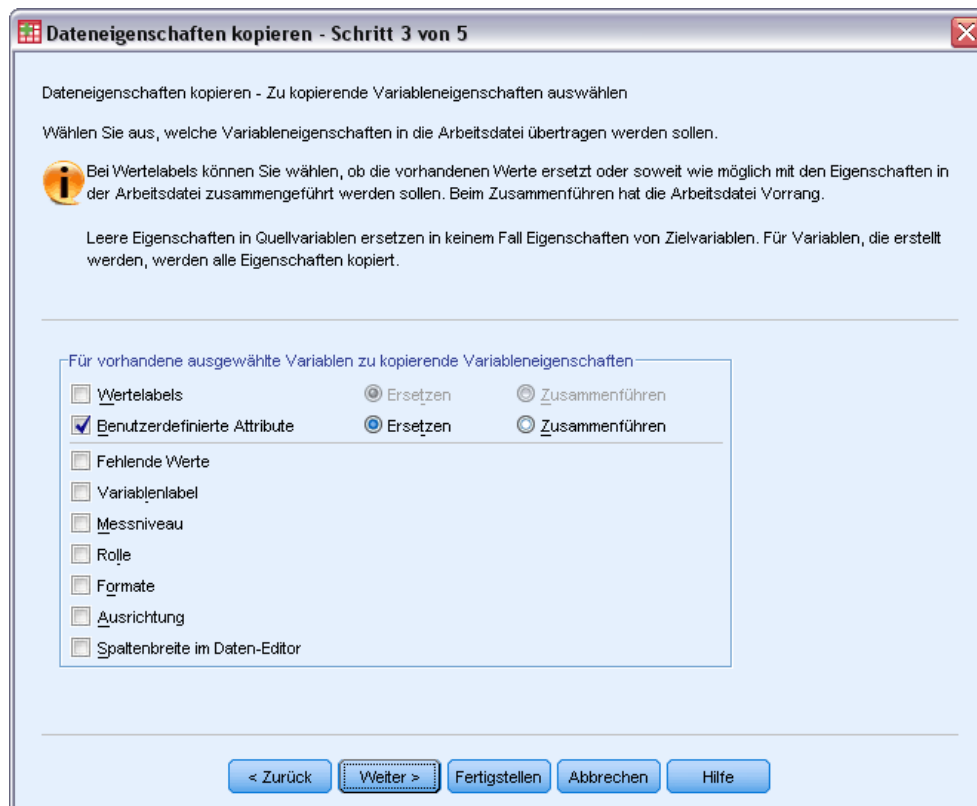 Dateneigenschaften kopieren - Schritt 3 von 5
Dateneigenschaften kopieren - Zu kopierende Variableneigenschaften auswählen
Wählen Sie aus, welche Variableneigenschaften in die Arbeitsdatei übertragen werden sollen.
Bei Wertelabels können Sie wählen, ob die vorhandenen Werte ersetzt oder soweit wie möglich mit den Eigenschaften in
der Arbeitsdatei zusammengeführt werden sollen. Beim Zusammenführen hat die Arbeitsdatei Vorrang.
Leere Eigenschaften in Quellvariablen ersetzen in keinem Fall Eigenschaften von Zielvariablen. Für Variablen, die erstellt
werden, werden alle Eigenschaften kopiert.
Für vorhandene ausgewählte Variablen zu kopierende Variableneigenschaften
Wertelabels Ersetzen Zusammenführen
Benutzerdefinierte Attribute Ersetzen Zusammenführen
Fehlende Werte
Variablenlabel
Messniveau
Rolle
Formate
Ausrichtung
Spaltenbreite im Daten-Editor
< Zurück Weiter > Fertigstellen Abbrechen Hilfe